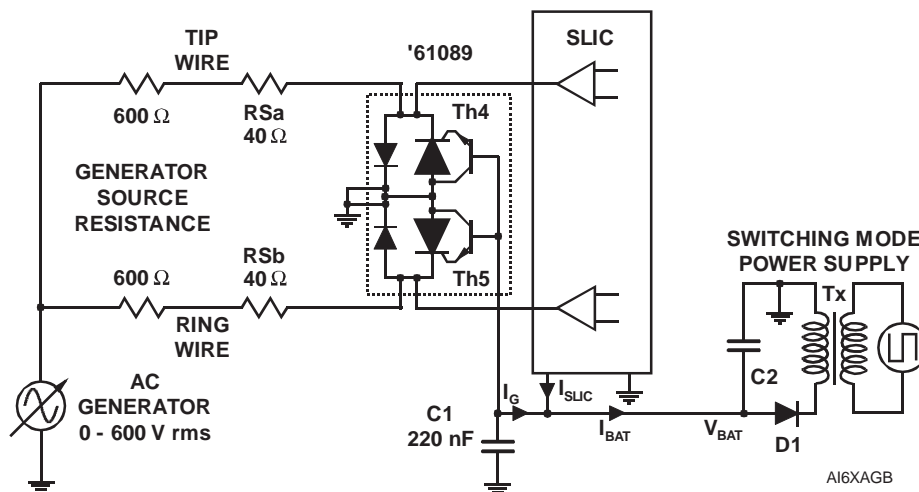 TIP
WIRE
'61089
SLIC
600 Ω
RSa
40 Ω
Th4
GENERATOR
SOURCE
RESISTANCE
RSb
40 Ω
600 Ω
Th5
RING
WIRE
SWITCHING MODE
POWER SUPPLY
Tx
AC
GENERATOR
0 - 600 V rms
C1
220 nF
IG
ISLIC
IBAT
C2
VBAT
D1
AI6XAGB